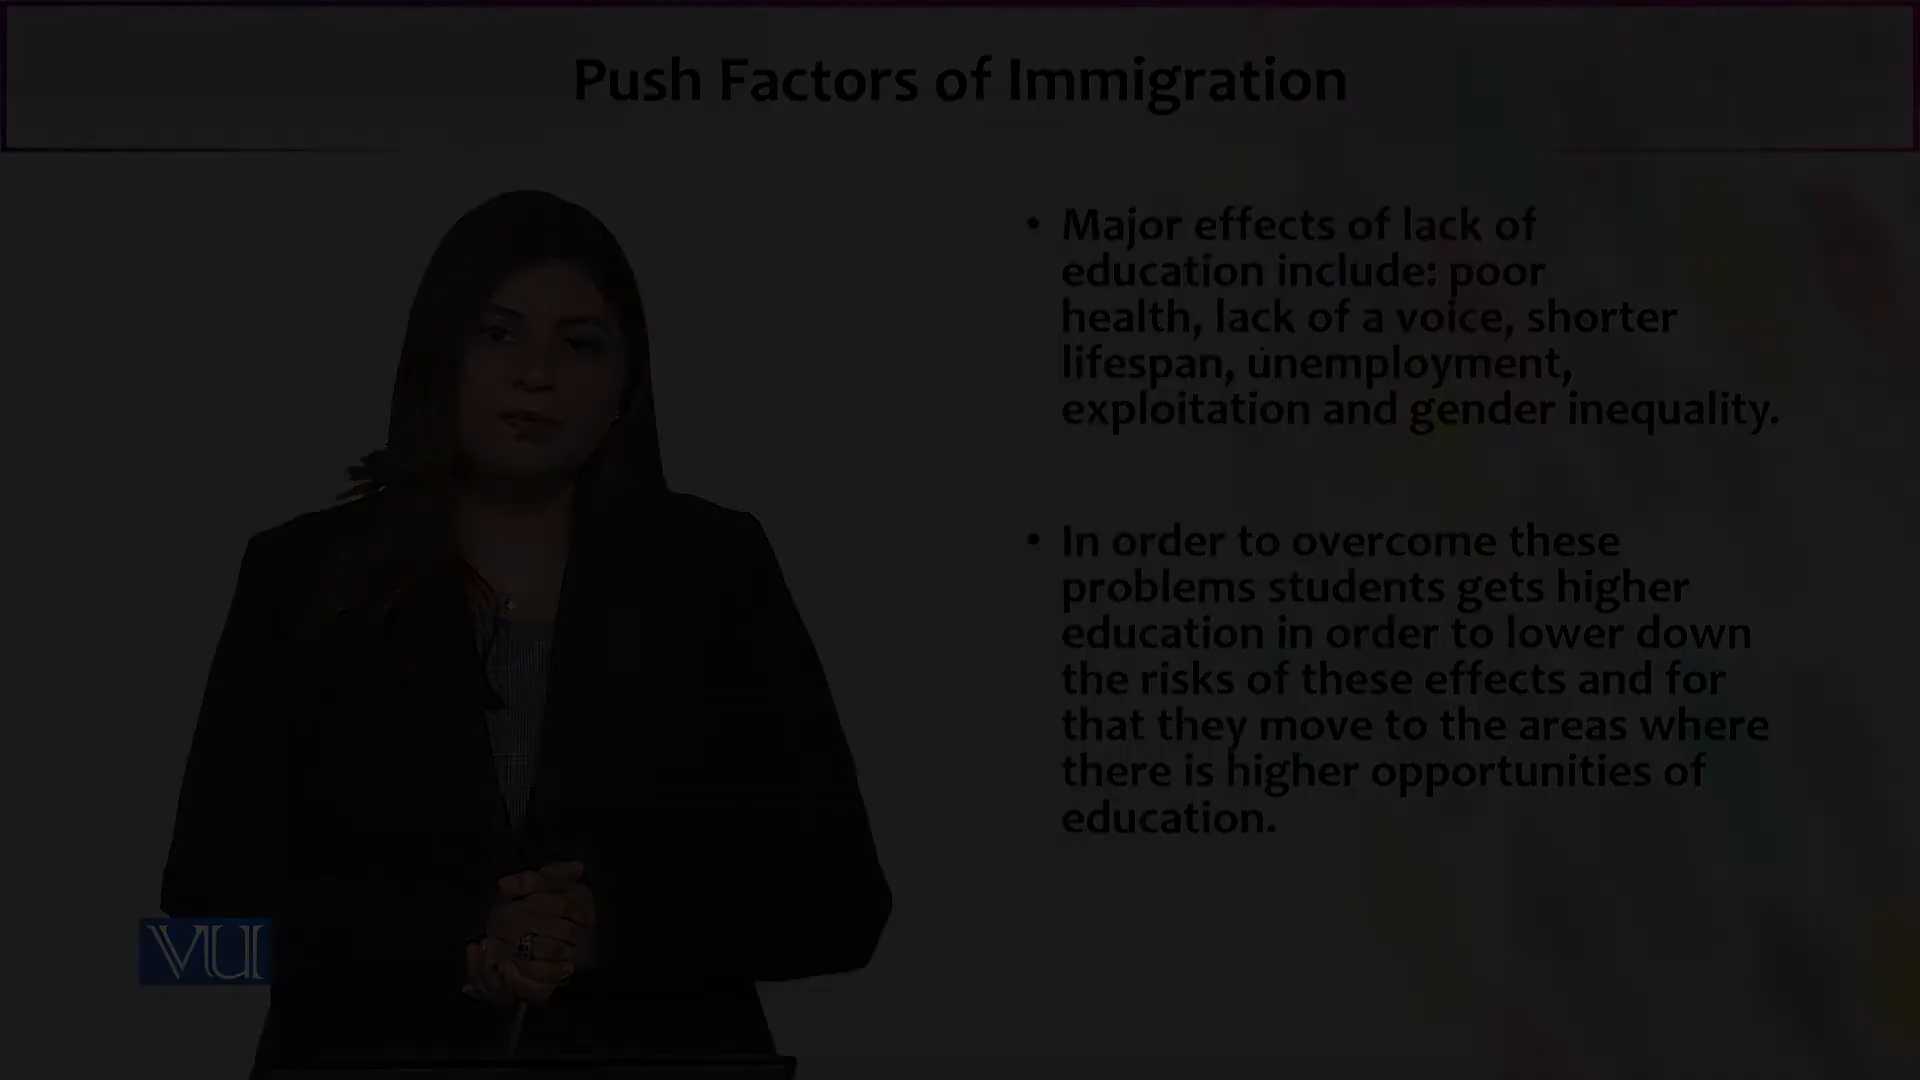 Push Factors of Immigration
• Major effects of lack of
education include: poor
health, lack of a voice, shorter
lifespan, unemployment,
exploitation and gender inequality.
• In order to overcome these
problems students gets higher
education in order to lower down
the risks of these effects and for
that they move to the areas where
there is higher opportunities of
education.
VU